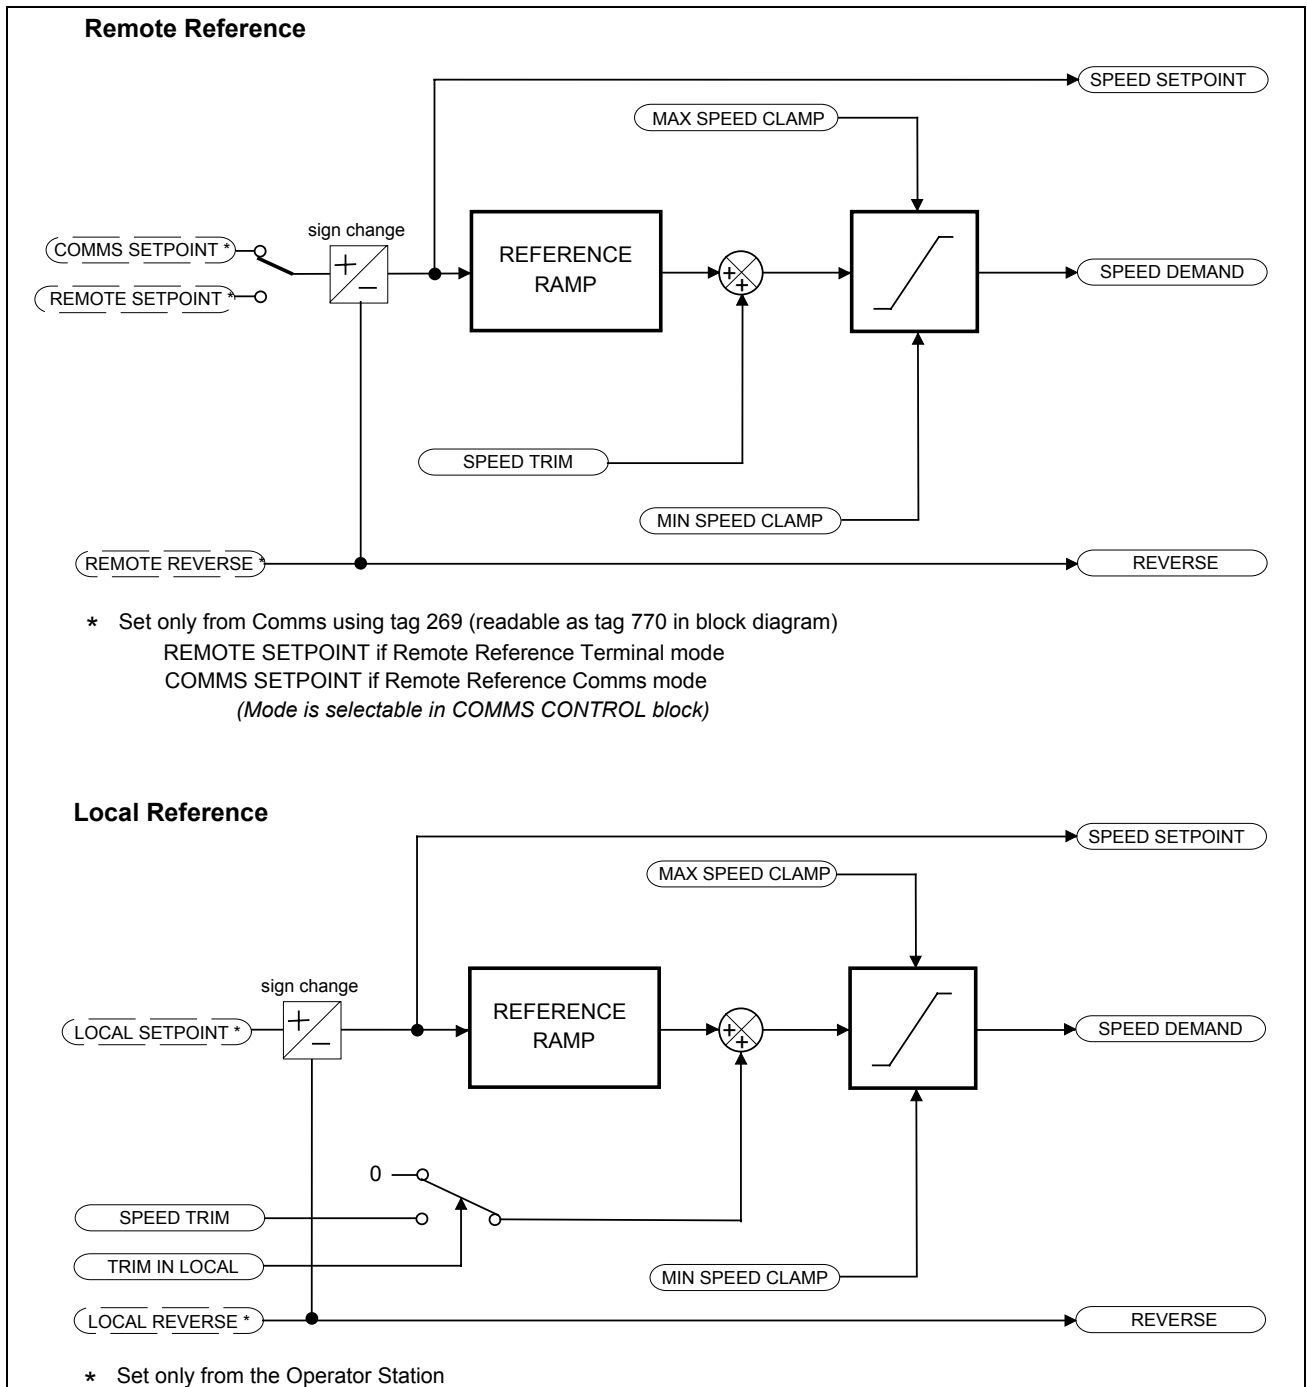 Remote Reference
SPEED SETPOINT
MAX SPEED CLAMP
sign change
COMMS SETPOINT *
+
−
REFERENCE
RAMP
+
+
SPEED DEMAND
REMOTE SETPOINT *
SPEED TRIM
MIN SPEED CLAMP
REMOTE REVERSE *
REVERSE
* Set only from Comms using tag 269 (readable as tag 770 in block diagram)
REMOTE SETPOINT if Remote Reference Terminal mode
COMMS SETPOINT if Remote Reference Comms mode
(Mode is selectable in COMMS CONTROL block)
Local Reference
SPEED SETPOINT
MAX SPEED CLAMP
sign change
LOCAL SETPOINT *
+
−
REFERENCE
RAMP
+
+
SPEED DEMAND
0
SPEED TRIM
TRIM IN LOCAL
MIN SPEED CLAMP
LOCAL REVERSE *
REVERSE
* Set only from the Operator Station